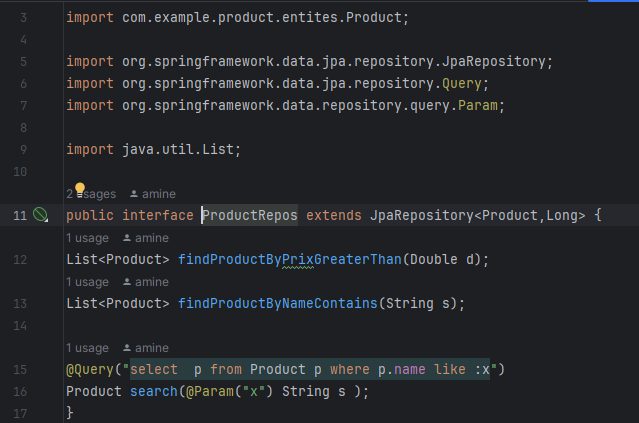 3 import com.example.product.entites.Product;
4
5 import org.springframework.data.jpa.repository.JpaRepository;
6 import org.springframework.data.jpa.repository.Query;
7 import org.springframework.data.repository.query.Param;
8
9 import java.util.List;
10
2 usages amine
11 public interface ProductRepos extends JpaRepository<Product,Long> {
1 usage amine
12 List<Product> findProductByPrixGreaterThan(Double d);
1 usage amine
13 List<Product> findProductByNameContains(String s);
14
1 usage amine
15 @Query("select  p from Product p where p.name like :x")
16 Product search(@Param("x") String s );
17 }